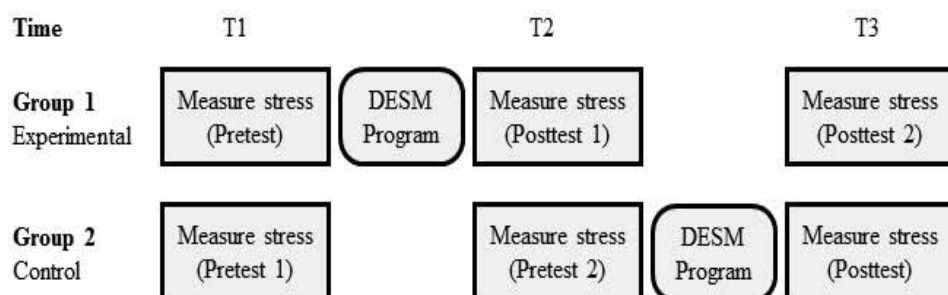 Time T1 T2 T3
Group 1
Experimental
Measure stress
(Pretest)
DESM
Program
Measure stress
(Posttest 1)
Measure stress
(Posttest 2)
Group 2
Control
Measure stress
(Pretest 1)
Measure stress
(Pretest 2)
DESM
Program
Measure stress
(Posttest)